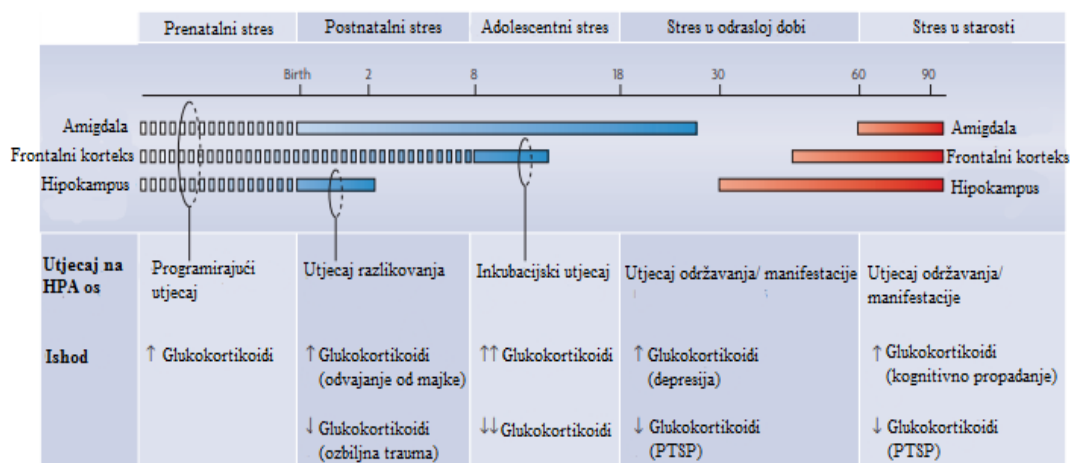 Prenatalni stres
Postnatalni stres
Adolescentni stres
Stres u odrasloj dobi
Stres u starosti
Birth
2
8
18
30
60
90
Amigdala
Amigdala
Frontalni korteks
Frontalni korteks
Hipokampus
Hipokampus
Utjecaj na
HPA os
Programirajući
utjecaj
Utjecaj razlikovanja
Inkubacijski utjecaj
Utjecaj održavanja/ manifestacije
Utjecaj održavanja/
manifestacije
Ishod
↑ Glukokortikoidi
↑ Glukokortikoidi
(odvajanje od majke)
↓ Glukokortikoidi
(ozbiljna trauma)
↑↑ Glukokortikoidi
↓↓ Glukokortikoidi
↑ Glukokortikoidi
(depresija)
↓ Glukokortikoidi
(PTSP)
↑ Glukokortikoidi
(kognitivno propadanje)
↓ Glukokortikoidi
(PTSP)